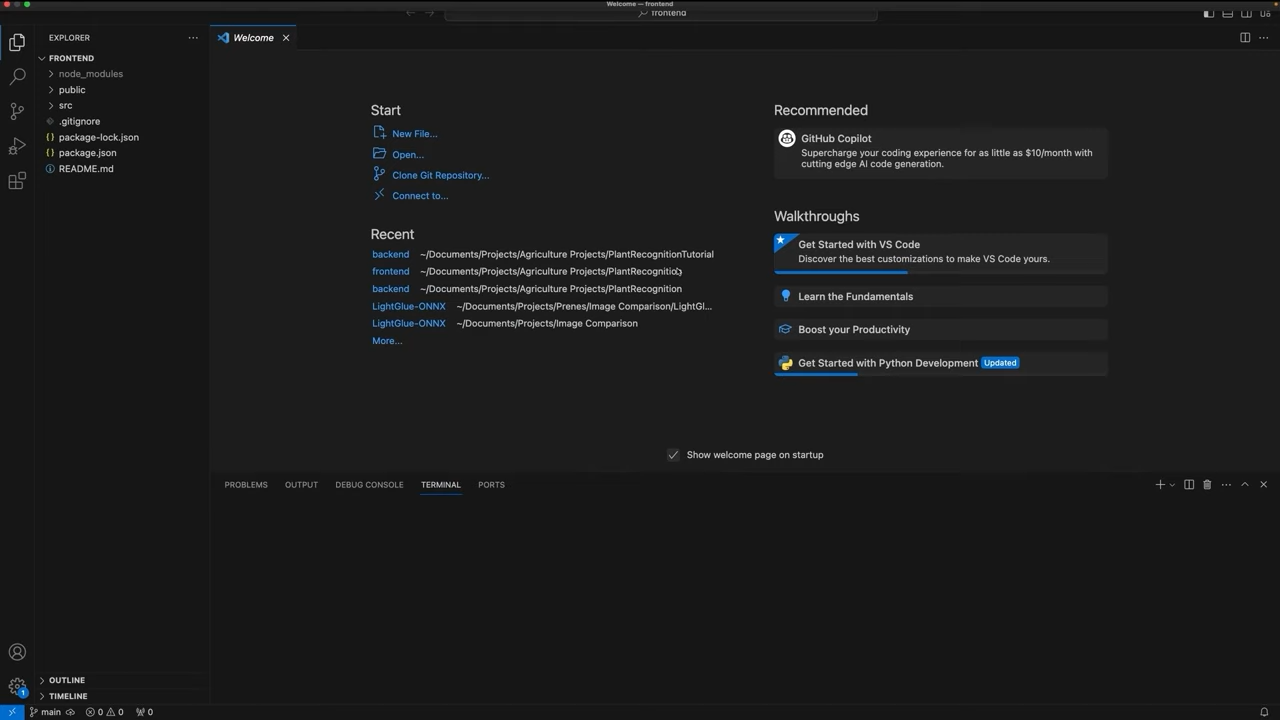 Welcome — frontend
frontend
EXPLORER
Welcome
FRONTEND
node_modules
public
src
.gitignore
package-lock.json
package.json
README.md
Start
New File...
Open...
Clone Git Repository...
Connect to...
Recent
backend ~/Documents/Projects/Agriculture Projects/PlantRecognitionTutorial
frontend ~/Documents/Projects/Agriculture Projects/PlantRecognition
backend ~/Documents/Projects/Agriculture Projects/PlantRecognition
LightGlue-ONNX ~/Documents/Projects/Prenes/Image Comparison/LightGl...
LightGlue-ONNX ~/Documents/Projects/Image Comparison
More...
Recommended
GitHub Copilot
Supercharge your coding experience for as little as $10/month with
cutting edge AI code generation.
Walkthroughs
Get Started with VS Code
Discover the best customizations to make VS Code yours.
Learn the Fundamentals
Boost your Productivity
Get Started with Python Development Updated
Show welcome page on startup
PROBLEMS OUTPUT DEBUG CONSOLE TERMINAL PORTS
OUTLINE
TIMELINE
1
main 0 0 0